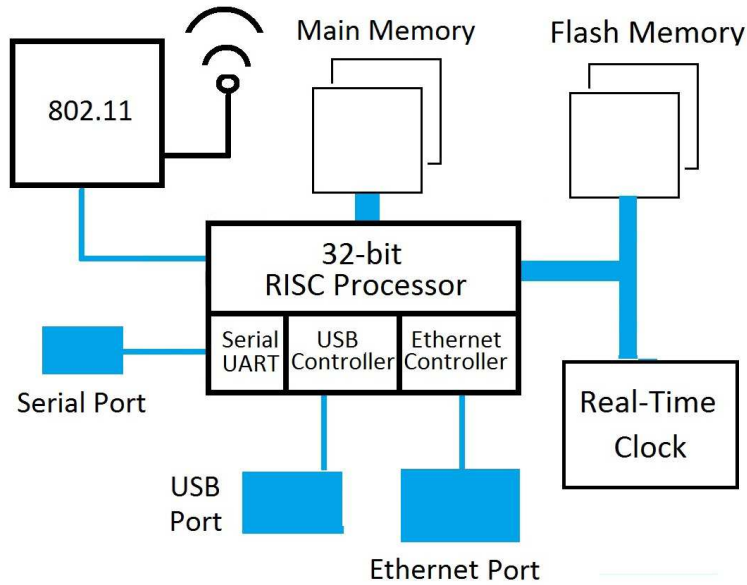 Main Memory
Flash Memory
802.11
32-bit
RISC Processor
Serial
UART
USB
Controller
Ethernet
Controller
Serial Port
Real-Time
Clock
USB
Port
Ethernet Port